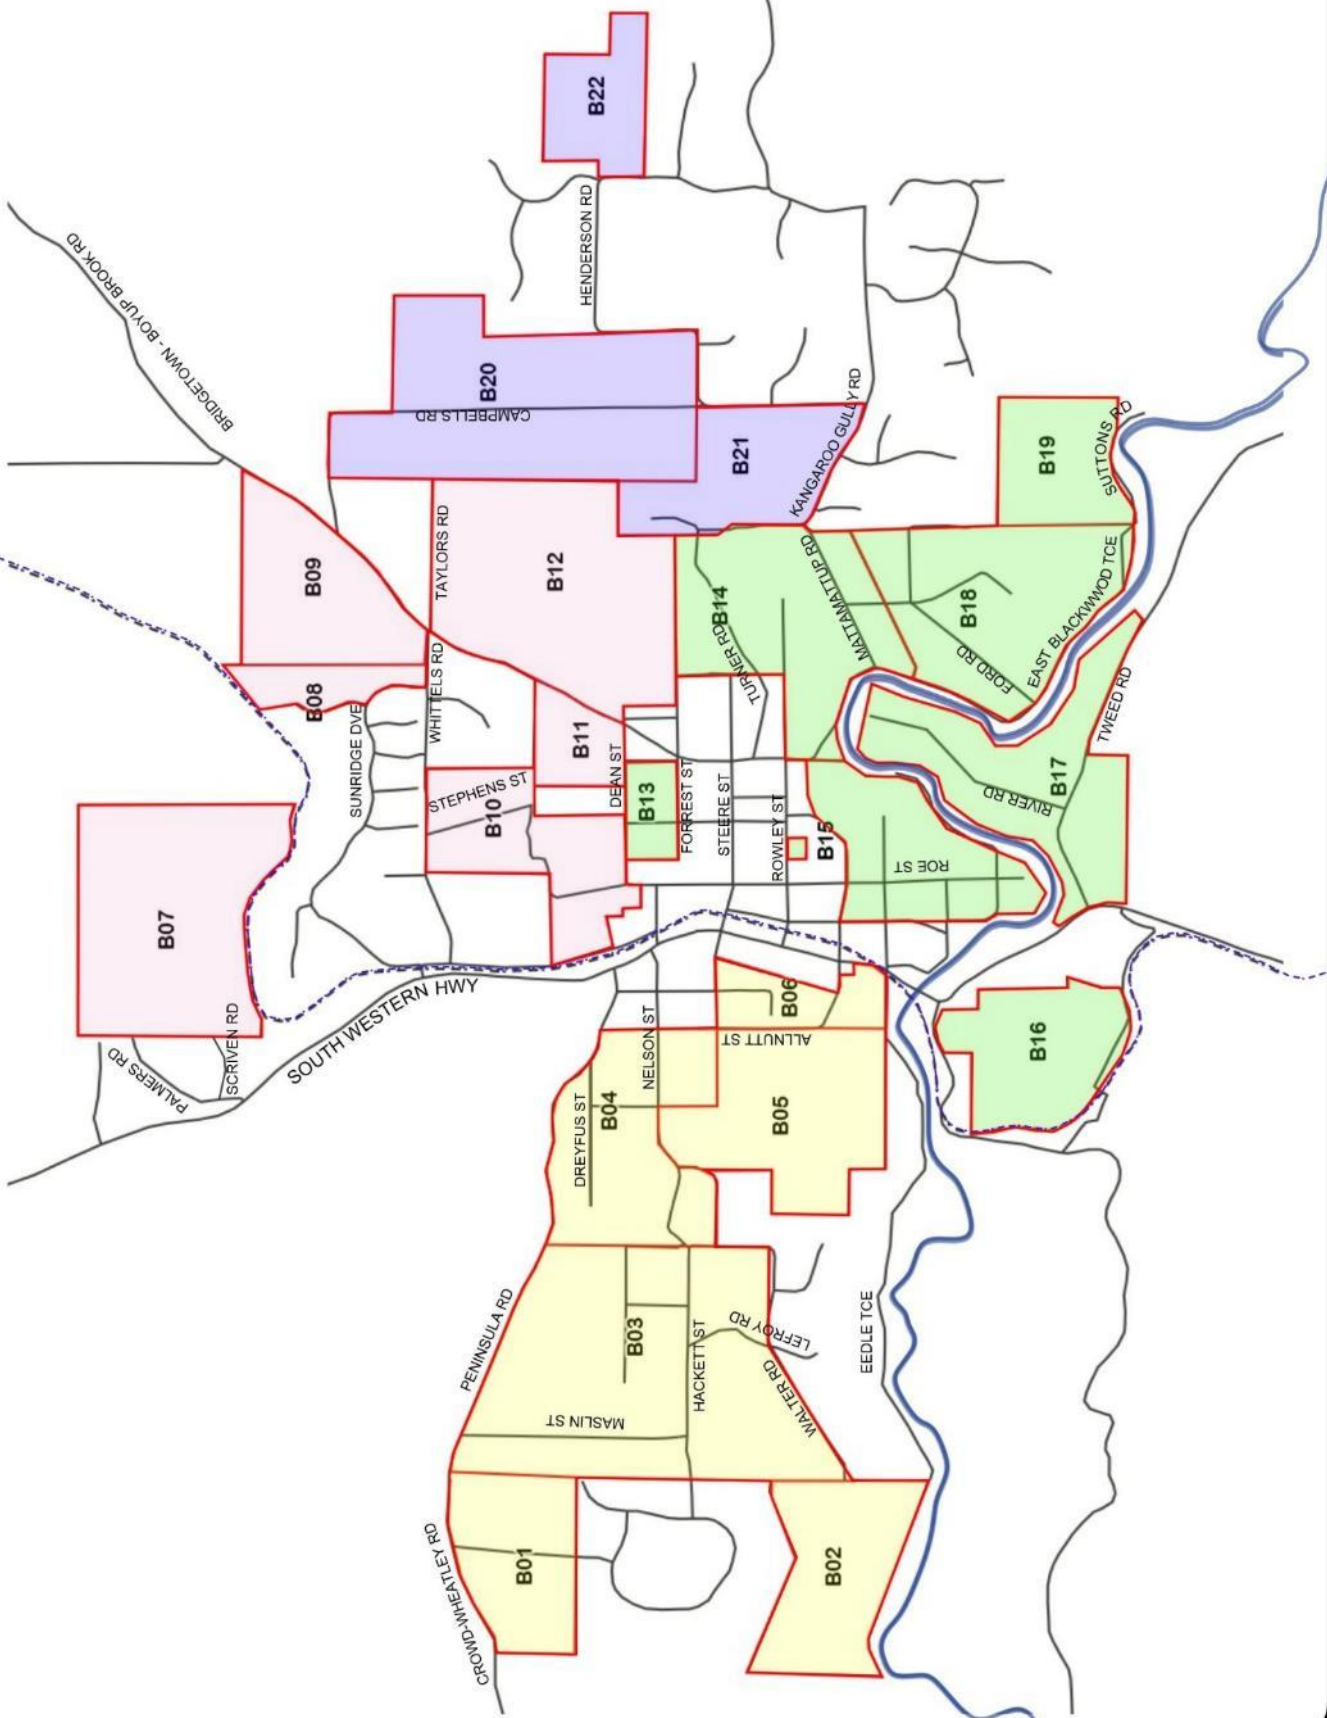 B22
HENDERSON RD
BRIDGETOWN - BOYUP BROOK RD
B20
CAMPBELLS RD
B21
KANGAROO GULLY RD
B19
SUTTONS RD
TAYLORS RD
B12
B09
MATTAMATTUP RD
B14
TURNER RD
B18
FORD RD
EAST BLACKWWOD TCE
B08
WHITTELS RD
SUNRIDGE DVE
B11
DEAN ST
TWEED RD
B17
RIVER RD
STEPHENS ST
B10
B13
FORREST ST
STEERE ST
ROWLEY ST
B15
ROE ST
B07
SOUTH WESTERN HWY
SCRIVEN RD
PALMERS RD
B06
ALLNUTT ST
NELSON ST
B16
DREYFUS ST
B04
B05
PENINSULA RD
B03
HACKETT ST
LEFROY RD
WALTER RD
EEDLE TCE
MASLIN ST
CROWD-WHEATLEY RD
B01
B02